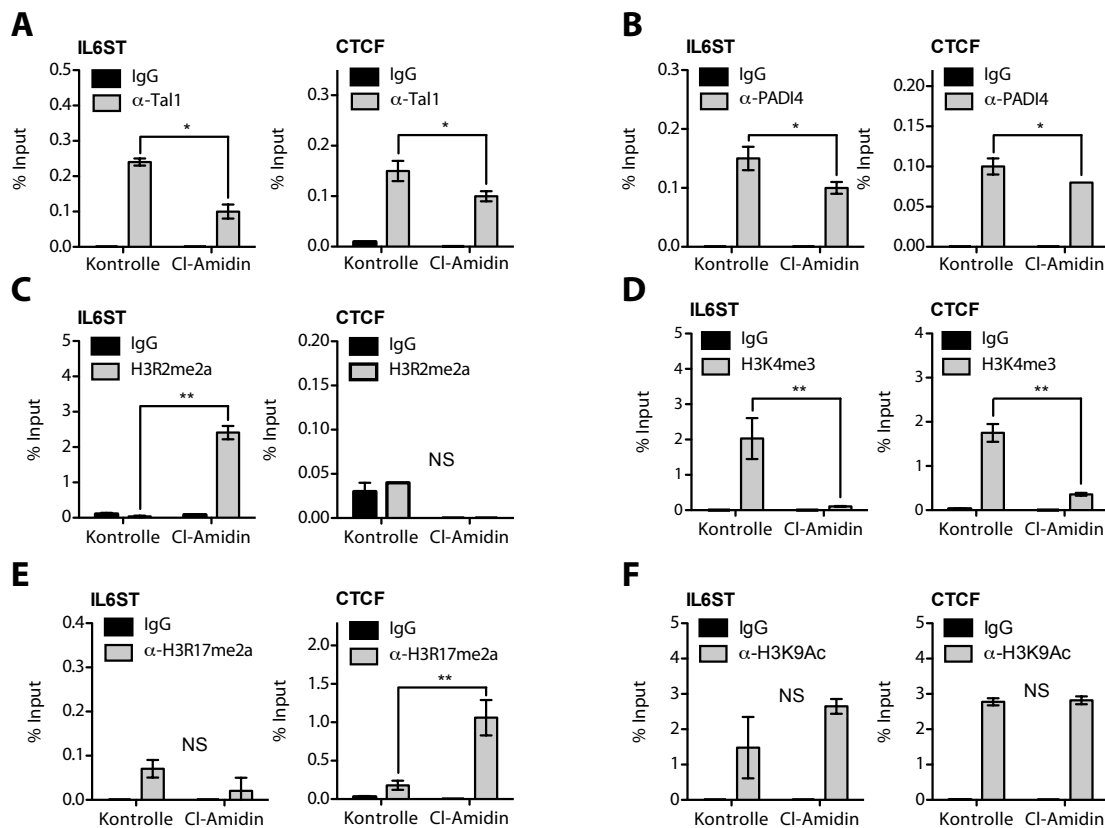 A
IL6ST
IgG
α-Tal1
% Input
0.5
0.4
0.3
0.2
0.1
0.0
*
Kontrolle Cl-Amidin
CTCF
IgG
α-Tal1
% Input
0.3
0.2
0.1
0.0
*
Kontrolle Cl-Amidin
B
IL6ST
IgG
α-PADI4
% Input
0.3
0.2
0.1
0.0
*
Kontrolle Cl-Amidin
CTCF
IgG
α-PADI4
% Input
0.20
0.15
0.10
0.05
0.00
*
Kontrolle Cl-Amidin
C
IL6ST
IgG
H3R2me2a
% Input
5
4
3
2
1
0
**
Kontrolle Cl-Amidin
CTCF
IgG
H3R2me2a
% Input
0.20
0.15
0.10
0.05
0.00
NS
Kontrolle Cl-Amidin
D
IL6ST
IgG
H3K4me3
% Input
5
4
3
2
1
0
**
Kontrolle Cl-Amidin
CTCF
IgG
H3K4me3
% Input
4
3
2
1
0
**
Kontrolle Cl-Amidin
E
IL6ST
IgG
α-H3R17me2a
% Input
0.4
0.3
0.2
0.1
0.0
NS
Kontrolle Cl-Amidin
CTCF
IgG
α-H3R17me2a
% Input
2.0
1.5
1.0
0.5
0.0
**
Kontrolle Cl-Amidin
F
IL6ST
IgG
α-H3K9Ac
% Input
5
4
3
2
1
0
NS
Kontrolle Cl-Amidin
CTCF
IgG
α-H3K9Ac
% Input
5
4
3
2
1
0
NS
Kontrolle Cl-Amidin